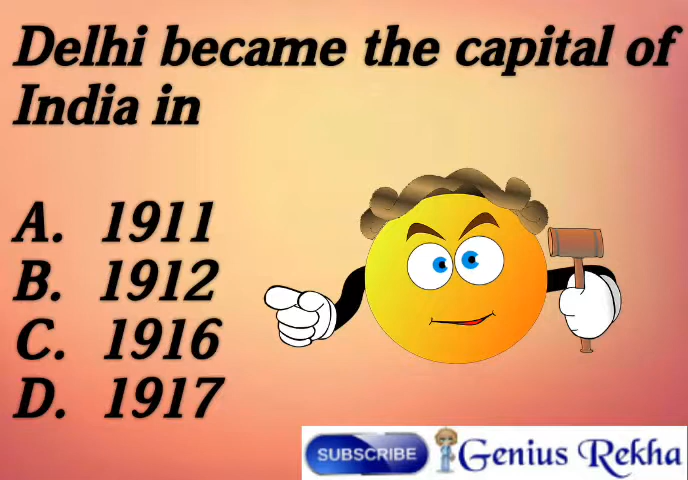 Delhi became the capital of
India in
A. 1911
B. 1912
C. 1916
D. 1917
SUBSCRIBE Genius Rekha